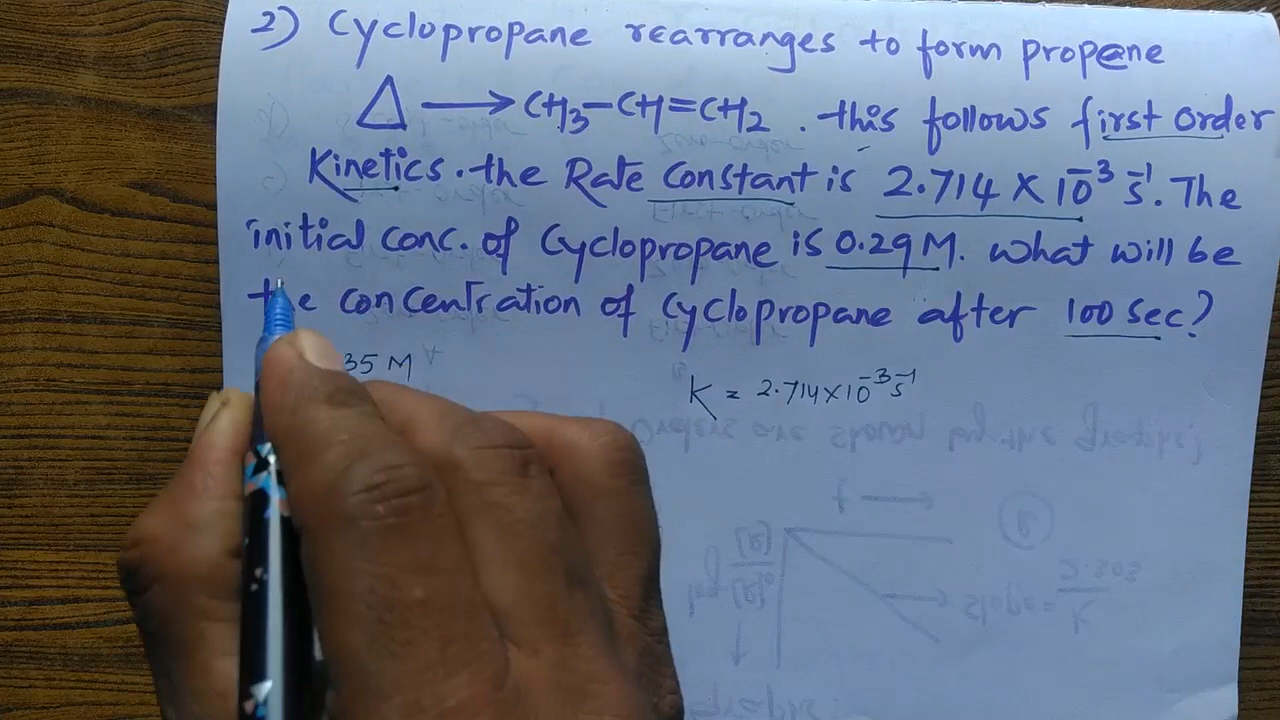 2) Cyclopropane rearranges to form propene
△ ⟶ CH3-CH=CH2 . this follows first order
Kinetics. the Rate Constant is 2.714 × 10⁻³ s⁻¹. The
initial conc. of Cyclopropane is 0.29 M. what will be
the concentration of cyclopropane after 100 sec?
35 M
K = 2.714×10⁻³ s⁻¹